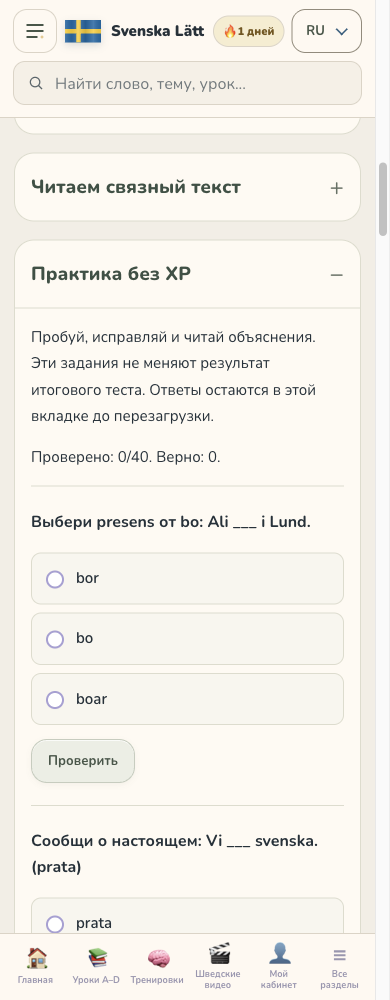 Svenska Lätt
🔥1 дней
RU
Найти слово, тему, урок...
Читаем связный текст
Практика без XP
Пробуй, исправляй и читай объяснения.
Эти задания не меняют результат
итогового теста. Ответы остаются в этой
вкладке до перезагрузки.
Проверено: 0/40. Верно: 0.
Выбери presens от bo: Ali ___ i Lund.
bor
bo
boar
Проверить
Сообщи о настоящем: Vi ___ svenska.
(prata)
prata
Главная
Уроки A–D
Тренировки
Шведские
видео
Мой
кабинет
Все
разделы